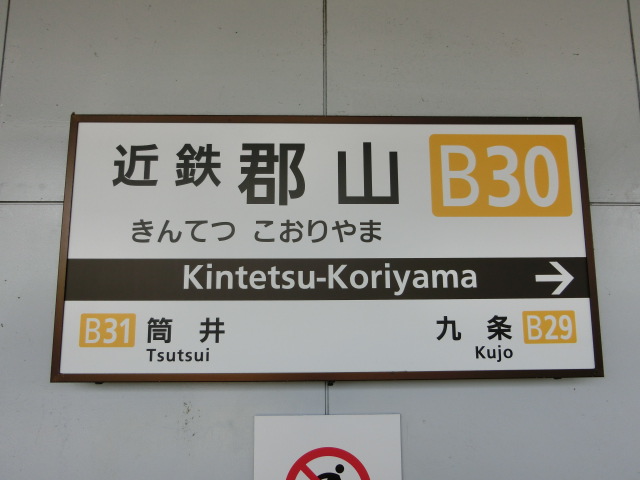 近鉄 郡山 B30
きんてつ こおりやま
Kintetsu-Koriyama →
B31 筒井 九条 B29
Tsutsui Kujo